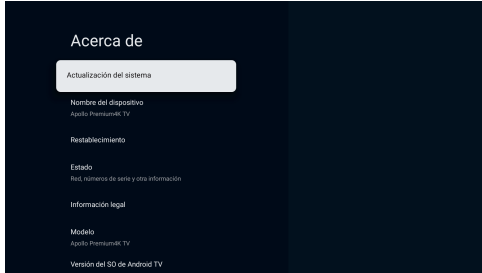 Acerca de
Actualización del sistema
Nombre del dispositivo
Apollo Premium4K TV
Restablecimiento
Estado
Red, números de serie y otra información
Información legal
Modelo
Apollo Premium4K TV
Versión del SO de Android TV